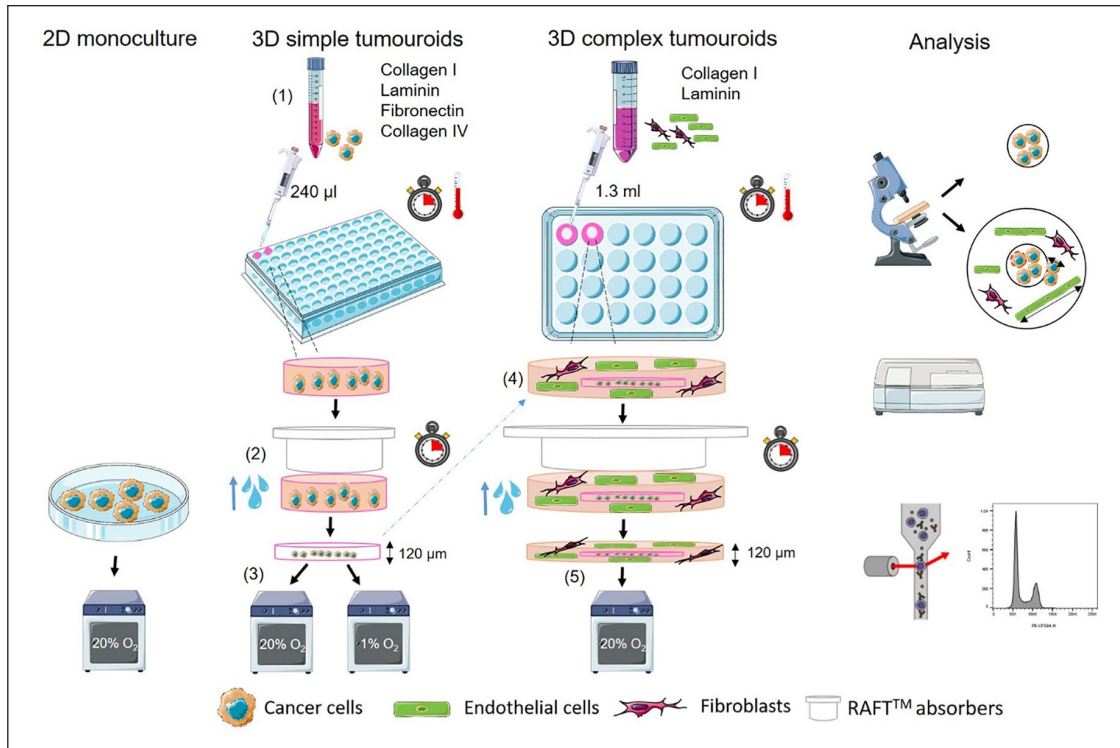 2D monoculture
3D simple tumouroids
3D complex tumouroids
Analysis
(1)
Collagen I
Laminin
Fibronectin
Collagen IV
Collagen I
Laminin
240 µl
1.3 ml
(4)
(2)
120 µm
120 µm
(3)
(5)
20% O2
20% O2
1% O2
20% O2
Count
Cancer cells
Endothelial cells
Fibroblasts
RAFTTM absorbers